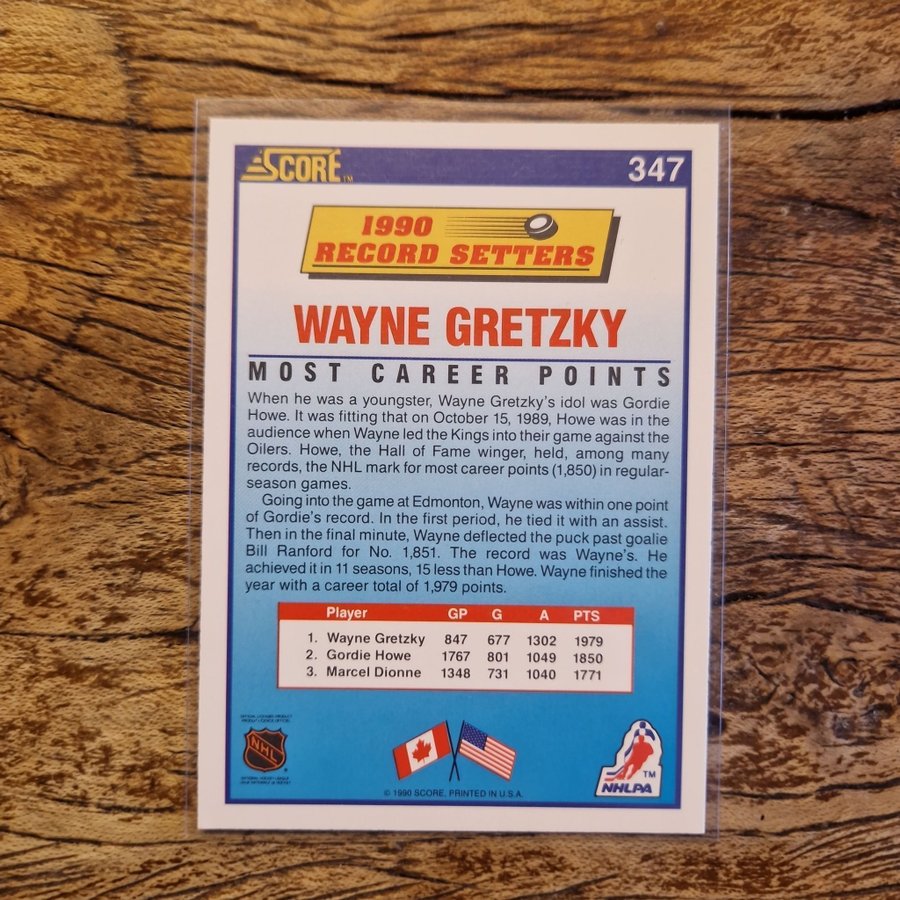 SCORE TM
347
1990
RECORD SETTERS
WAYNE GRETZKY
MOST CAREER POINTS
When he was a youngster, Wayne Gretzky's idol was Gordie
Howe. It was fitting that on October 15, 1989, Howe was in the
audience when Wayne led the Kings into their game against the
Oilers. Howe, the Hall of Fame winger, held, among many
records, the NHL mark for most career points (1,850) in regular-
season games.
Going into the game at Edmonton, Wayne was within one point
of Gordie's record. In the first period, he tied it with an assist.
Then in the final minute, Wayne deflected the puck past goalie
Bill Ranford for No. 1,851. The record was Wayne's. He
achieved it in 11 seasons, 15 less than Howe. Wayne finished the
year with a career total of 1,979 points.
Player GP G A PTS
1. Wayne Gretzky 847 677 1302 1979
2. Gordie Howe 1767 801 1049 1850
3. Marcel Dionne 1348 731 1040 1771
OFFICIAL LICENSED PRODUCT
NHL
NATIONAL HOCKEY LEAGUE
TM
NHLPA
© 1990 SCORE, PRINTED IN U.S.A.